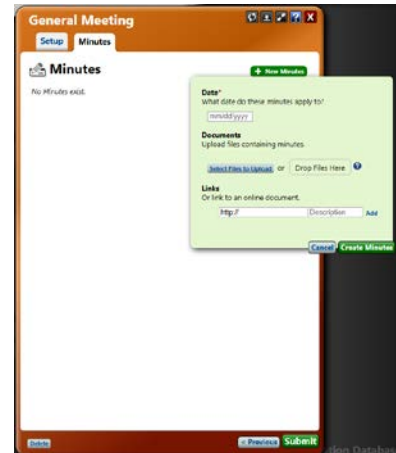 General Meeting
Setup Minutes
Minutes
+ New Minutes
No Minutes exist.
Date*
What date do these minutes apply to?
mm/dd/yyyy
Documents
Upload files containing minutes.
Select Files to Upload or Drop Files Here
Links
Or link to an online document.
http:// Description Add
Cancel Create Minutes
Delete
< Previous Submit
tion Databas